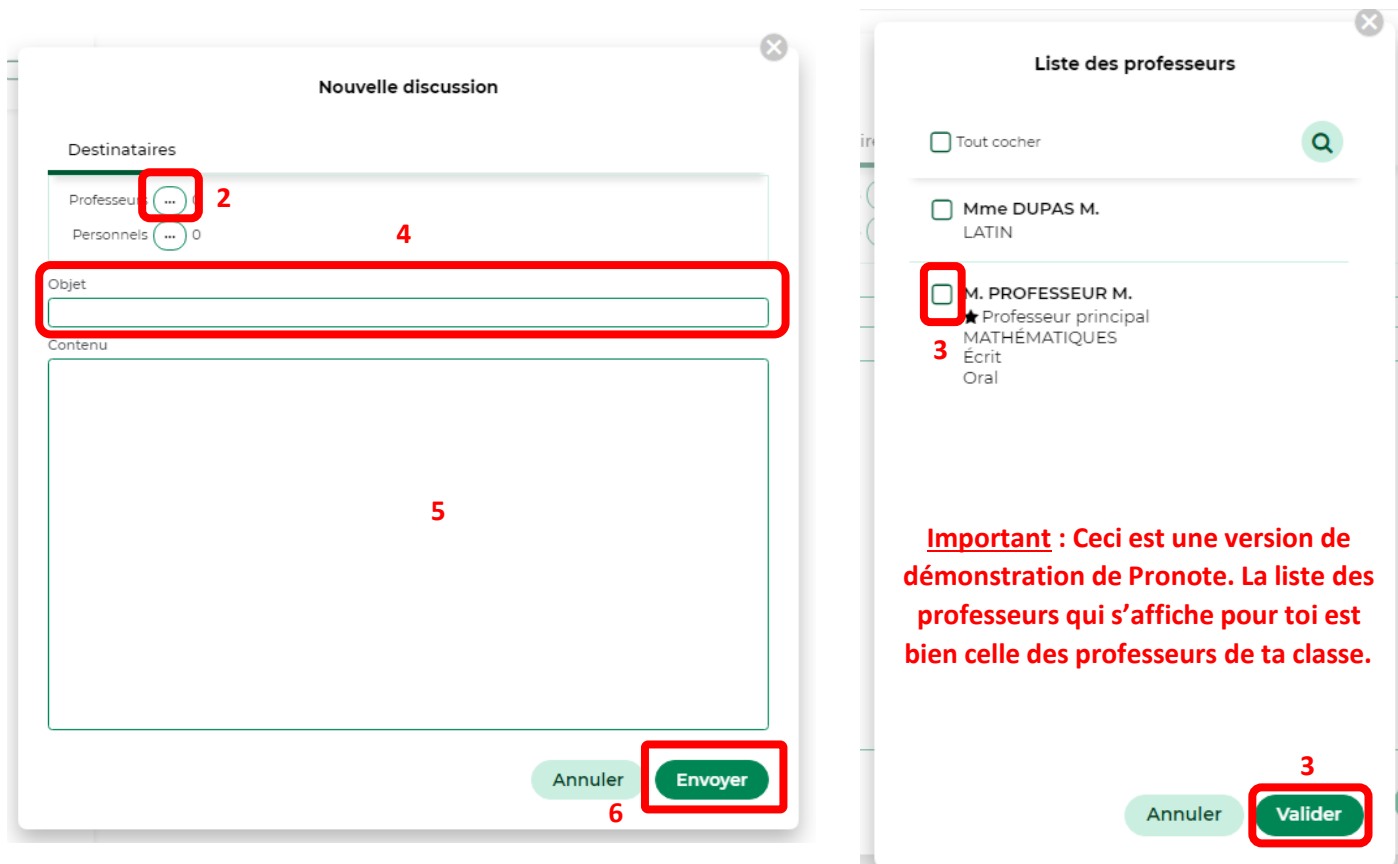 Nouvelle discussion
Destinataires
Professeurs ... 0 2
Personnels ... 0
4
Objet
Contenu
5
Annuler Envoyer
6
Liste des professeurs
Tout cocher
Mme DUPAS M.
LATIN
M. PROFESSEUR M.
★ Professeur principal
MATHÉMATIQUES
3
Écrit
Oral
Important : Ceci est une version de
démonstration de Pronote. La liste des
professeurs qui s’affiche pour toi est
bien celle des professeurs de ta classe.
3
Annuler Valider